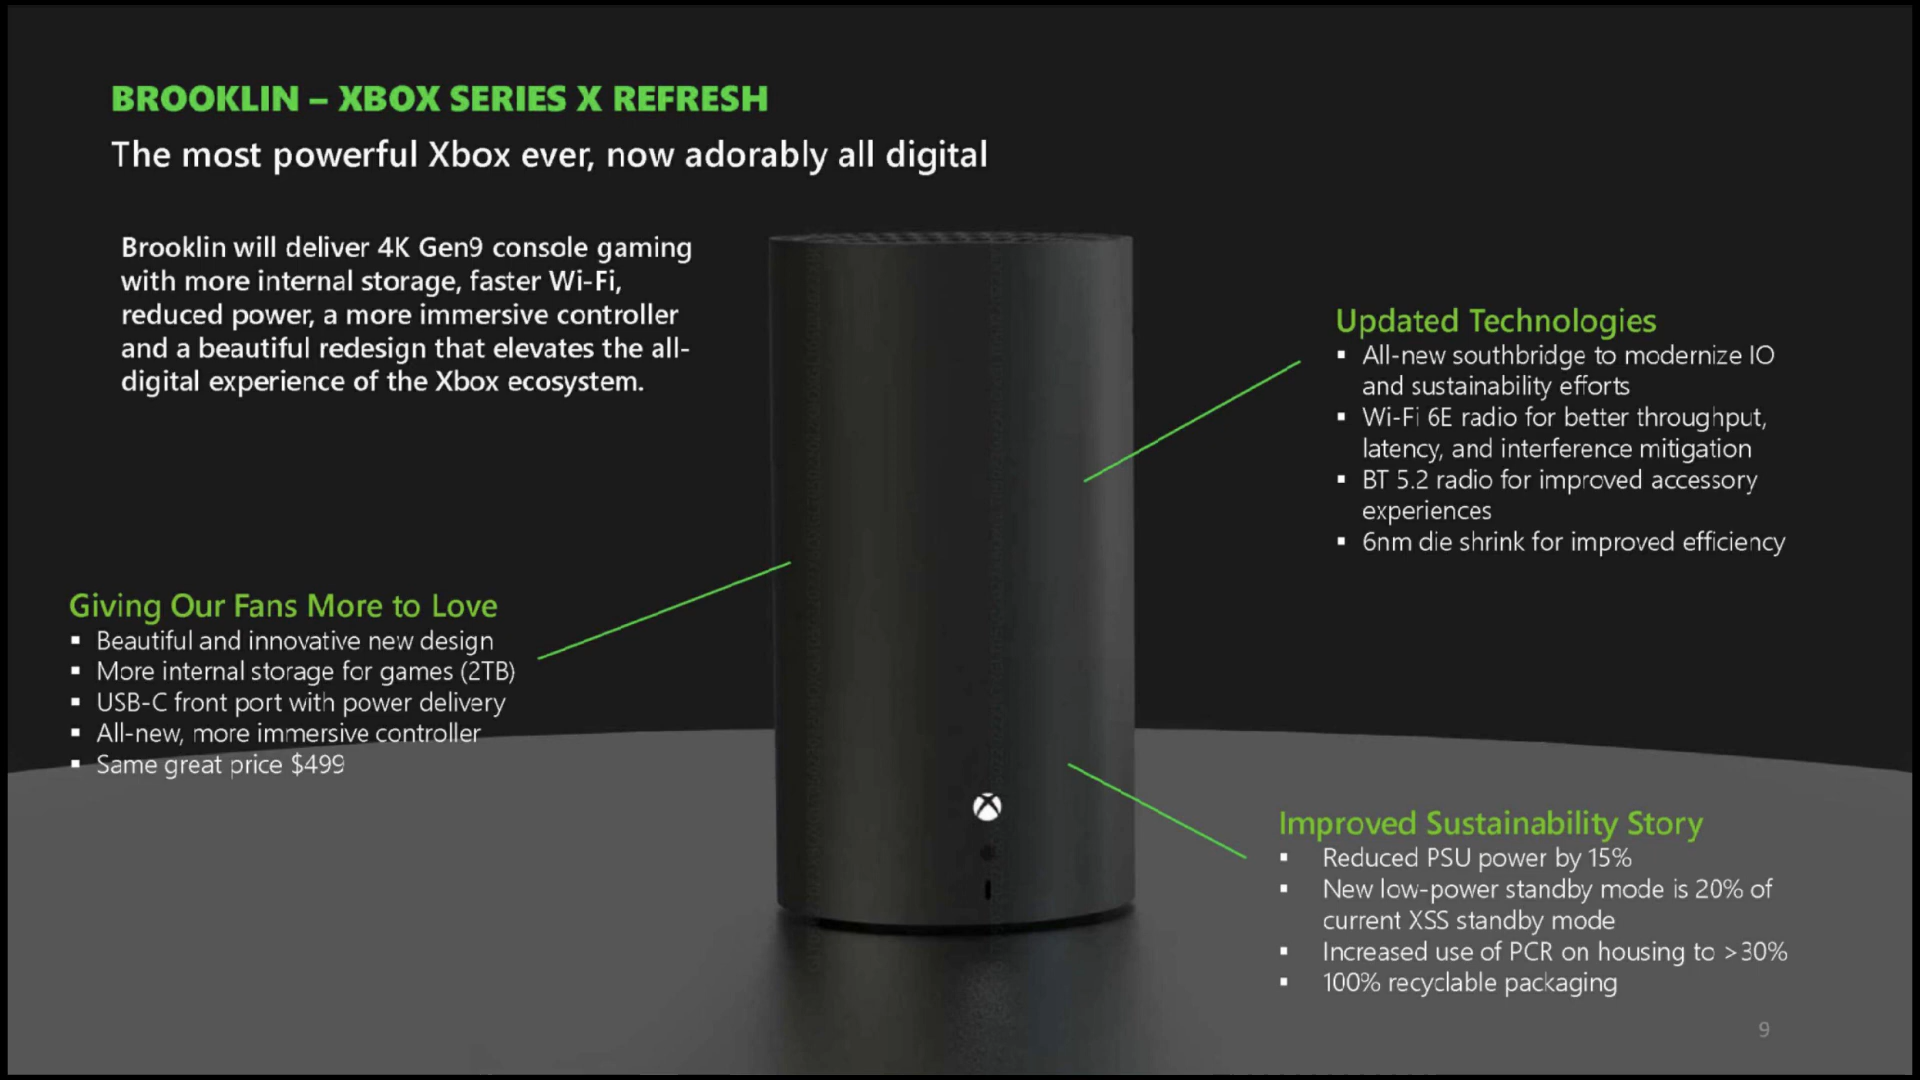 BROOKLIN – XBOX SERIES X REFRESH
The most powerful Xbox ever, now adorably all digital
Brooklin will deliver 4K Gen9 console gaming
with more internal storage, faster Wi-Fi,
reduced power, a more immersive controller
and a beautiful redesign that elevates the all-
digital experience of the Xbox ecosystem.
Updated Technologies
▪ All-new southbridge to modernize IO
and sustainability efforts
▪ Wi-Fi 6E radio for better throughput,
latency, and interference mitigation
▪ BT 5.2 radio for improved accessory
experiences
▪ 6nm die shrink for improved efficiency
Giving Our Fans More to Love
▪ Beautiful and innovative new design
▪ More internal storage for games (2TB)
▪ USB-C front port with power delivery
▪ All-new, more immersive controller
▪ Same great price $499
Improved Sustainability Story
▪ Reduced PSU power by 15%
▪ New low-power standby mode is 20% of
current XSS standby mode
▪ Increased use of PCR on housing to >30%
▪ 100% recyclable packaging
9